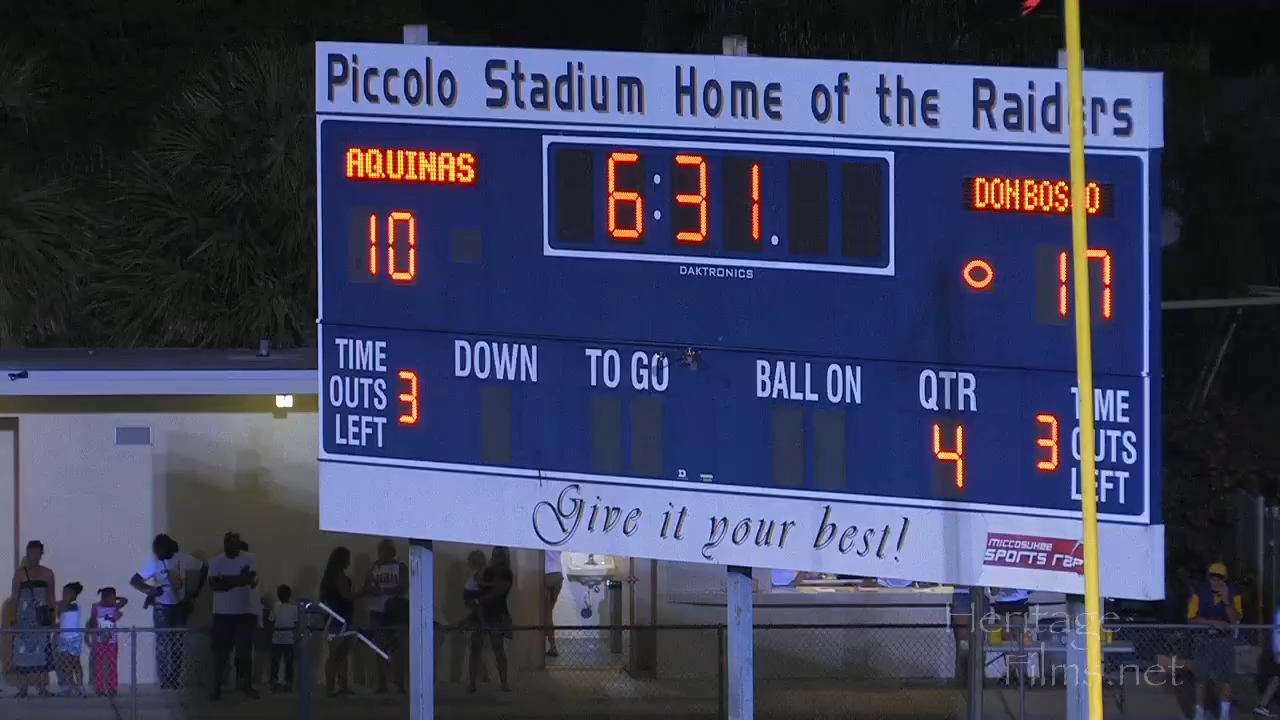 Piccolo Stadium Home of the Raiders
AQUINAS 6:31. DON BOSCO
10 17
DAKTRONICS
TIME OUTS LEFT 3
DOWN TO GO BALL ON QTR
4
3 TIME OUTS LEFT
Give it your best!
MICCOSUKEE
SPORTS RAP
Heritage
Films.net